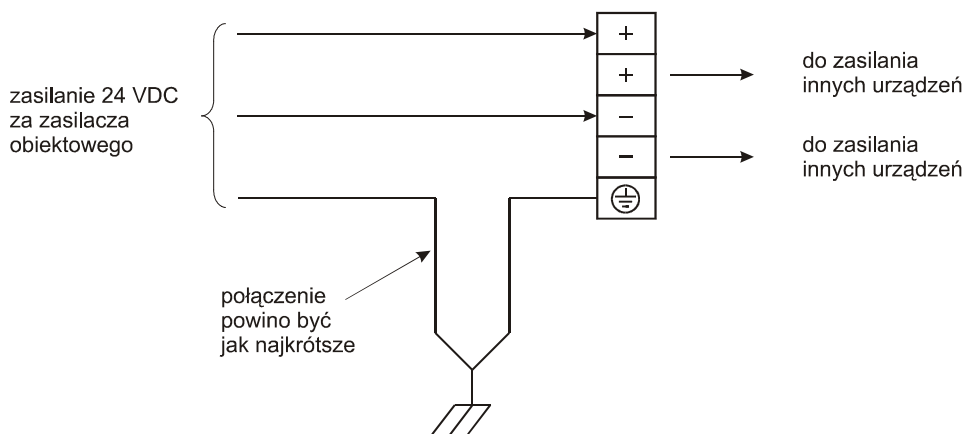 zasilanie 24 VDC
za zasilacza
obiektowego
+
+
−
−
do zasilania
innych urządzeń
do zasilania
innych urządzeń
połączenie
powino być
jak najkrótsze